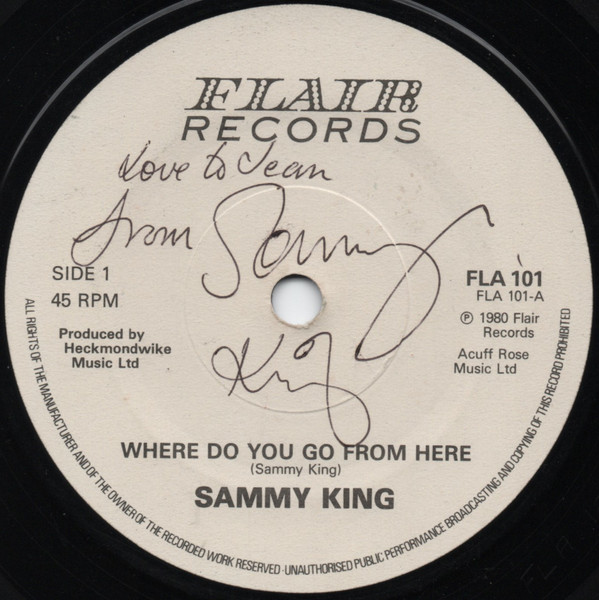 FLAIR
RECORDS
Love to Jean
from Sammy
King
SIDE 1
45 RPM
Produced by
Heckmondwike
Music Ltd
FLA 101
FLA 101-A
℗ 1980 Flair
Records
Acuff Rose
Music Ltd
WHERE DO YOU GO FROM HERE
(Sammy King)
SAMMY KING
ALL RIGHTS OF THE MANUFACTURER AND OF THE OWNER OF THE RECORDED WORK RESERVED · UNAUTHORISED PUBLIC PERFORMANCE BROADCASTING AND COPYING OF THIS RECORD PROHIBITED